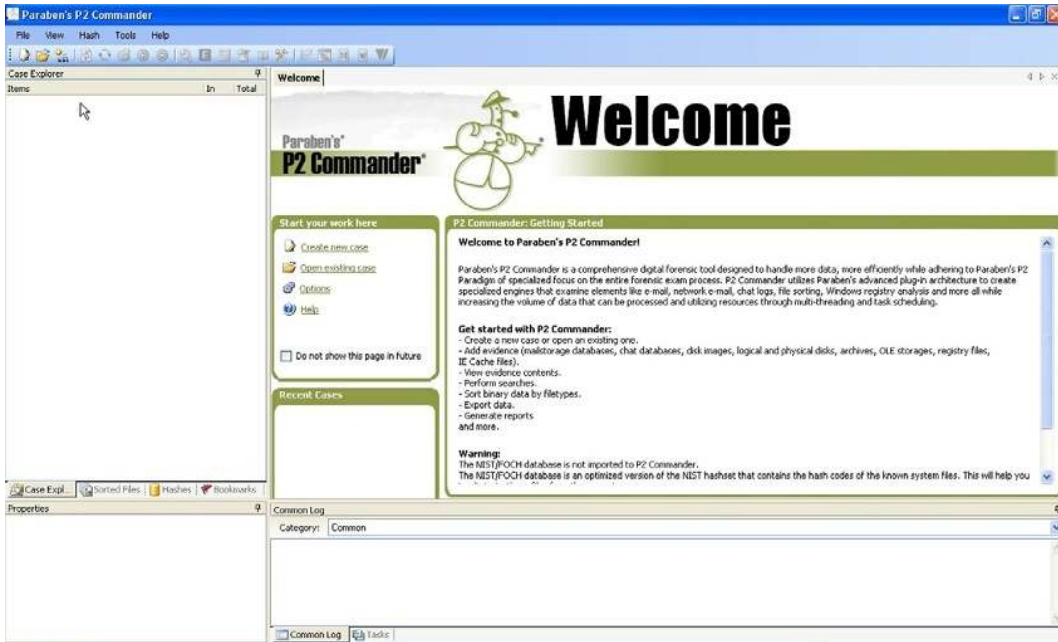 Paraben's P2 Commander
File View Hash Tools Help
Case Explorer
Items In Total
Welcome
Paraben's
P2 Commander
Welcome
Start your work here
Create new case
Open existing case
Options
Help
Do not show this page in future
Recent Cases
P2 Commander: Getting Started
Welcome to Paraben's P2 Commander!
Paraben's P2 Commander is a comprehensive digital forensic tool designed to handle more data, more efficiently while adhering to Paraben's P2
Paradigm of specialized focus on the entire forensic exam process. P2 Commander utilizes Paraben's advanced plug-in architecture to create
specialized engines that examine elements like e-mail, network e-mail, chat logs, file sorting, Windows registry analysis and more all while
increasing the volume of data that can be processed and utilizing resources through multi-threading and task scheduling.
Get started with P2 Commander:
- Create a new case or open an existing one.
- Add evidence (mailstorage databases, chat databases, disk images, logical and physical disks, archives, OLE storages, registry files,
IE Cache files).
- View evidence contents.
- Perform searches.
- Sort binary data by filetypes.
- Export data.
- Generate reports
and more.
Warning:
The NIST/FOCH database is not imported to P2 Commander.
The NIST/FOCH database is an optimized version of the NIST hashset that contains the hash codes of the known system files. This will help you
Case Expl... Sorted Files Hashes Bookmarks
Properties
Common Log
Category: Common
Common Log Tasks